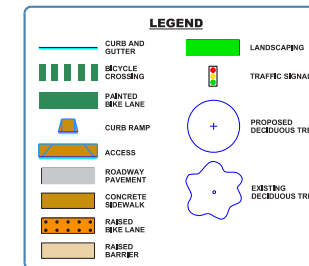 LEGEND
CURB AND
GUTTER
BICYCLE
CROSSING
PAINTED
BIKE LANE
CURB RAMP
ACCESS
ROADWAY
PAVEMENT
CONCRETE
SIDEWALK
RAISED
BIKE LANE
RAISED
BARRIER
LANDSCAPING
TRAFFIC SIGNAL
PROPOSED
DECIDUOUS TRE
EXISTING
DECIDUOUS TRE